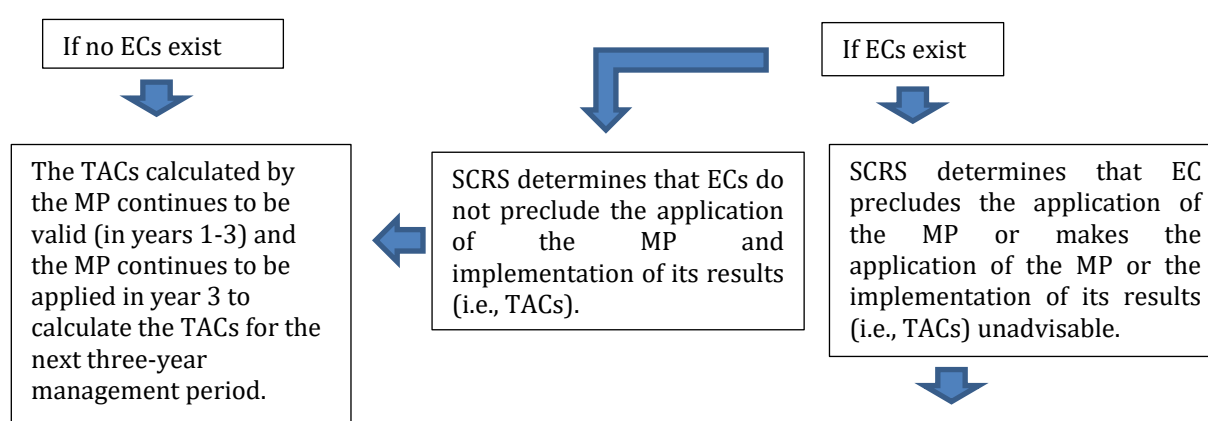 If no ECs exist
If ECs exist
The TACs calculated by
the MP continues to be
valid (in years 1-3) and
the MP continues to be
applied in year 3 to
calculate the TACs for the
next three-year
management period.
SCRS determines that ECs do
not preclude the application
of the MP and
implementation of its results
(i.e., TACs).
SCRS determines that EC
precludes the application of
the MP or makes the
application of the MP or the
implementation of its results
(i.e., TACs) unadvisable.